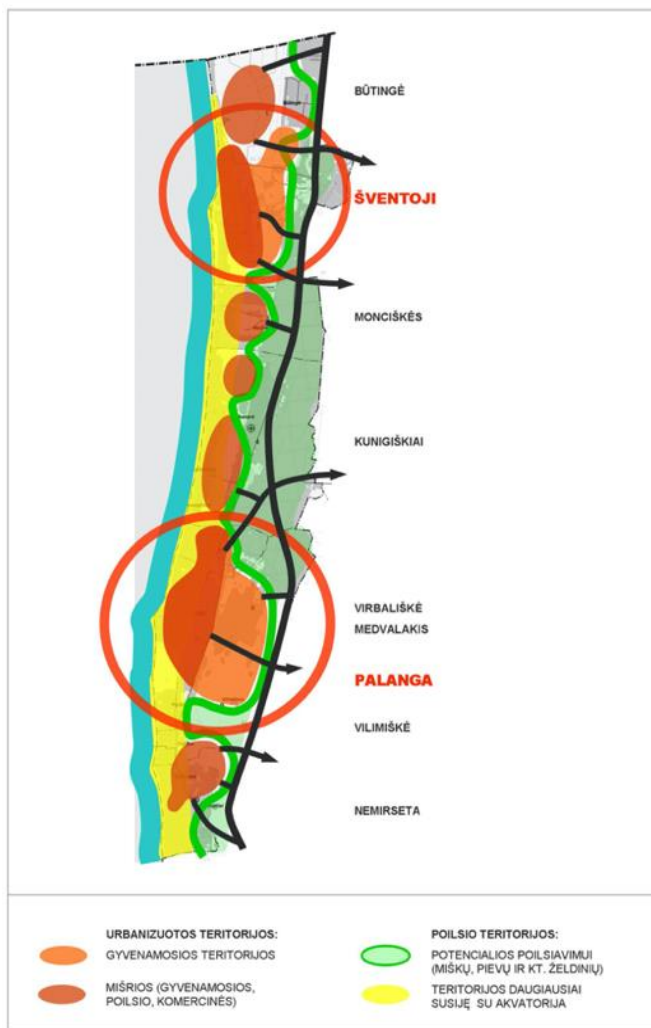 BŪTINGĖ
ŠVENTOJI
MONCIŠKĖS
KUNIGIŠKIAI
VIRBALIŠKĖ
MEDVALAKIS
PALANGA
VILIMIŠKĖ
NEMIRSETA
URBANIZUOTOS TERITORIJOS:
GYVENAMOSIOS TERITORIJOS
MIŠRIOS (GYVENAMOSIOS,
POILSIO, KOMERCINĖS)
POILSIO TERITORIJOS:
POTENCIALIOS POILSIAVIMUI
(MIŠKŲ, PIEVŲ IR KT. ŽELDINIŲ)
TERITORIJOS DAUGIAUSIAI
SUSIJĘ SU AKVATORIJA